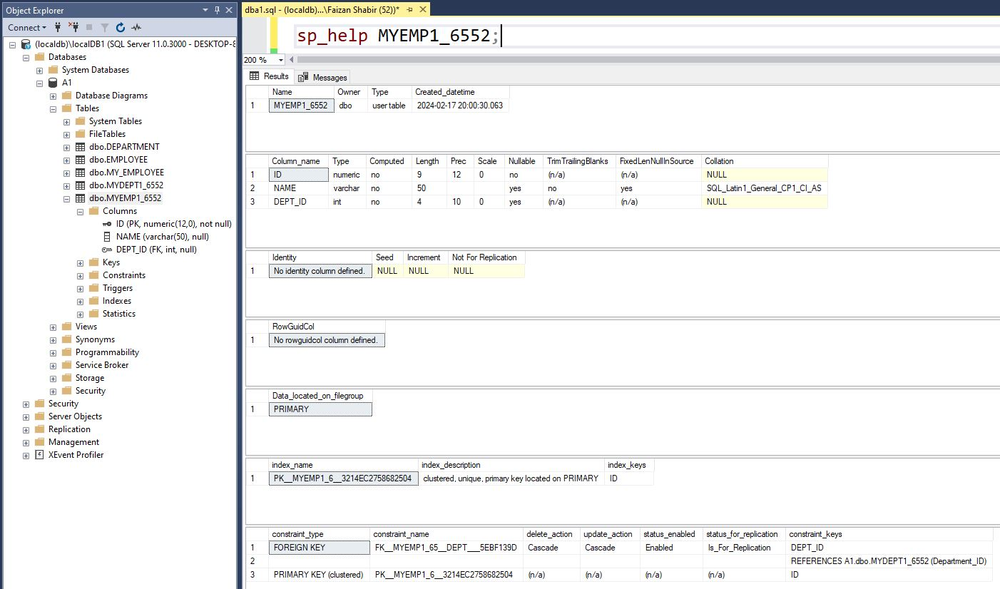 Object Explorer
Connect
(localdb)\localDB1 (SQL Server 11.0.3000 - DESKTOP-8
Databases
System Databases
A1
Database Diagrams
Tables
System Tables
FileTables
dbo.DEPARTMENT
dbo.EMPLOYEE
dbo.MY_EMPLOYEE
dbo.MYDEPT1_6552
dbo.MYEMP1_6552
Columns
ID (PK, numeric(12,0), not null)
NAME (varchar(50), null)
DEPT_ID (FK, int, null)
Keys
Constraints
Triggers
Indexes
Statistics
Views
Synonyms
Programmability
Service Broker
Storage
Security
Security
Server Objects
Replication
Management
XEvent Profiler
dba1.sql - (localdb)...\Faizan Shabir (52))*
sp_help MYEMP1_6552;
200 %
Results Messages
Name Owner Type Created_datetime
1 MYEMP1_6552 dbo user table 2024-02-17 20:00:30.063
Column_name Type Computed Length Prec Scale Nullable TrimTrailingBlanks FixedLenNullInSource Collation
1 ID numeric no 9 12 0 no (n/a) (n/a) NULL
2 NAME varchar no 50 yes no yes SQL_Latin1_General_CP1_CI_AS
3 DEPT_ID int no 4 10 0 yes (n/a) (n/a) NULL
Identity Seed Increment Not For Replication
1 No identity column defined. NULL NULL NULL
RowGuidCol
1 No rowguidcol column defined.
Data_located_on_filegroup
1 PRIMARY
index_name index_description index_keys
1 PK__MYEMP1_6__3214EC2758682504 clustered, unique, primary key located on PRIMARY ID
constraint_type constraint_name delete_action update_action status_enabled status_for_replication constraint_keys
1 FOREIGN KEY FK__MYEMP1_65__DEPT___5EBF139D Cascade Cascade Enabled Is_For_Replication DEPT_ID
2 REFERENCES A1.dbo.MYDEPT1_6552 (Department_ID)
3 PRIMARY KEY (clustered) PK__MYEMP1_6__3214EC2758682504 (n/a) (n/a) (n/a) (n/a) ID